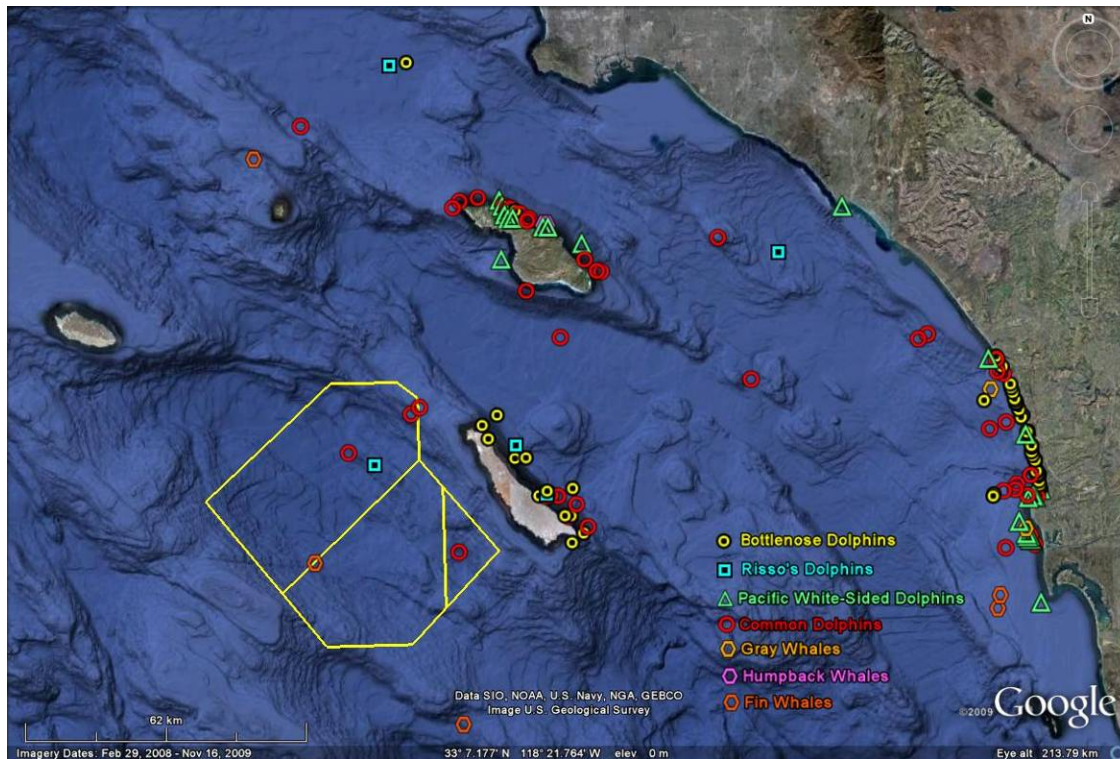 N
Bottlenose Dolphins
Risso's Dolphins
Pacific White-Sided Dolphins
Common Dolphins
Gray Whales
Humpback Whales
Fin Whales
Data SIO, NOAA, U.S. Navy, NGA, GEBCO
Image U.S. Geological Survey
©2009 Google
62 km
Imagery Dates: Feb 29, 2008 - Nov 16, 2009 33° 7.177' N 118° 21.764' W elev 0 m Eye alt 213.79 km